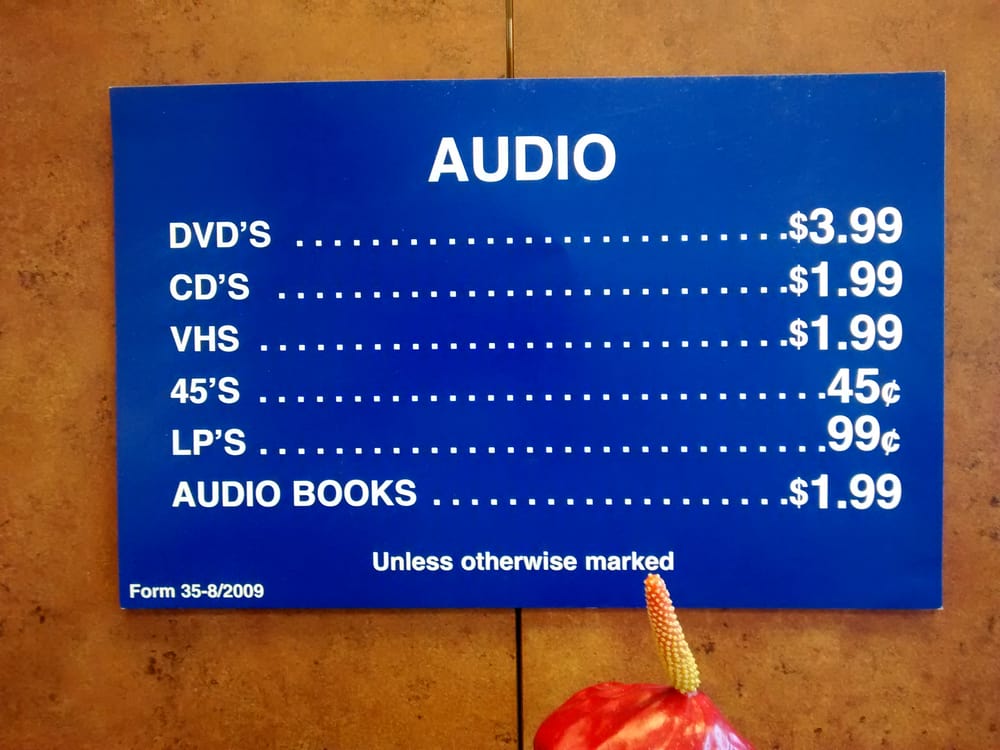 AUDIO
DVD'S ..........................$3.99
CD'S ...........................$1.99
VHS ............................$1.99
45'S ..............................45¢
LP'S ..............................99¢
AUDIO BOOKS ...................$1.99
Unless otherwise marked
Form 35-8/2009